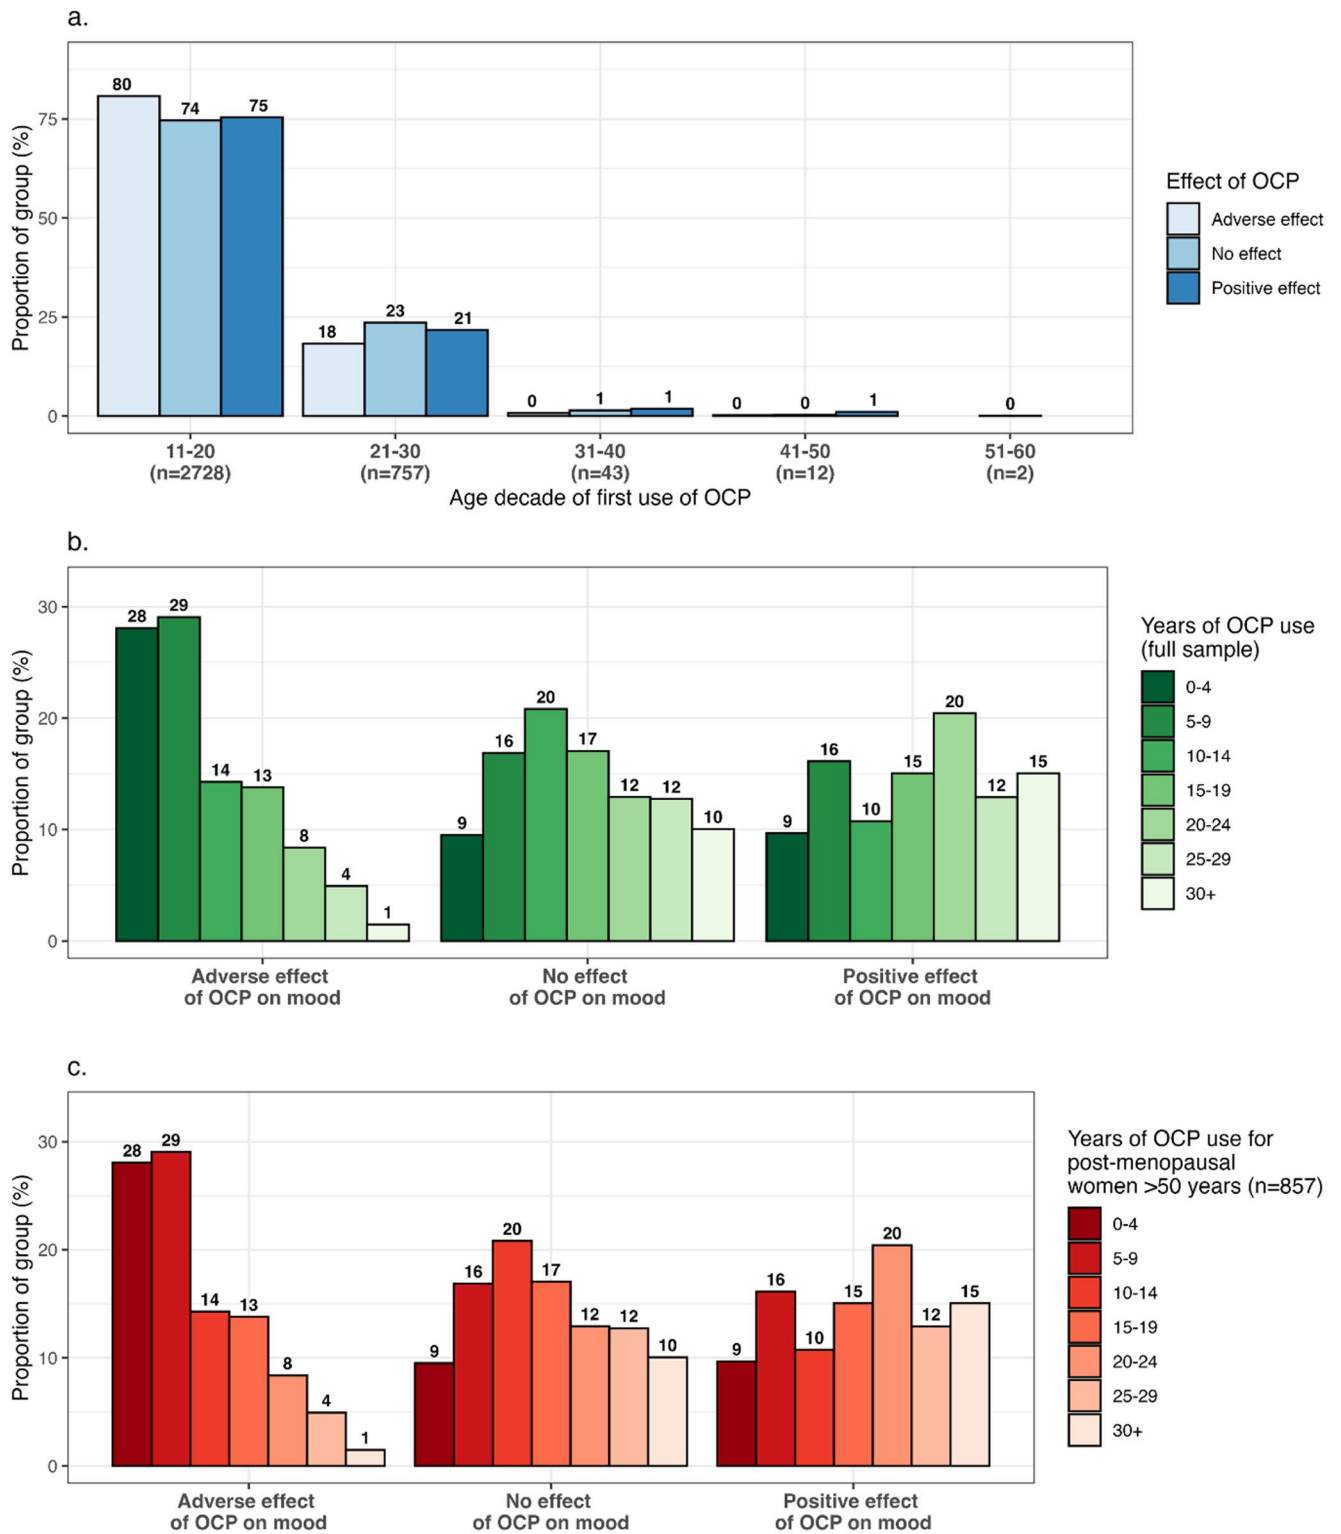 a.
80
74
75
18
23
21
0
1
1
0
0
1
0
75
50
25
0
Proportion of group (%)
11-20
(n=2728)
21-30
(n=757)
31-40
(n=43)
41-50
(n=12)
51-60
(n=2)
Age decade of first use of OCP
Effect of OCP
Adverse effect
No effect
Positive effect
b.
28
29
14
13
8
4
1
9
16
20
17
12
12
10
9
16
10
15
20
12
15
30
20
10
0
Proportion of group (%)
Adverse effect
of OCP on mood
No effect
of OCP on mood
Positive effect
of OCP on mood
Years of OCP use
(full sample)
0-4
5-9
10-14
15-19
20-24
25-29
30+
c.
28
29
14
13
8
4
1
9
16
20
17
12
12
10
9
16
10
15
20
12
15
30
20
10
0
Proportion of group (%)
Adverse effect
of OCP on mood
No effect
of OCP on mood
Positive effect
of OCP on mood
Years of OCP use for
post-menopausal
women >50 years (n=857)
0-4
5-9
10-14
15-19
20-24
25-29
30+